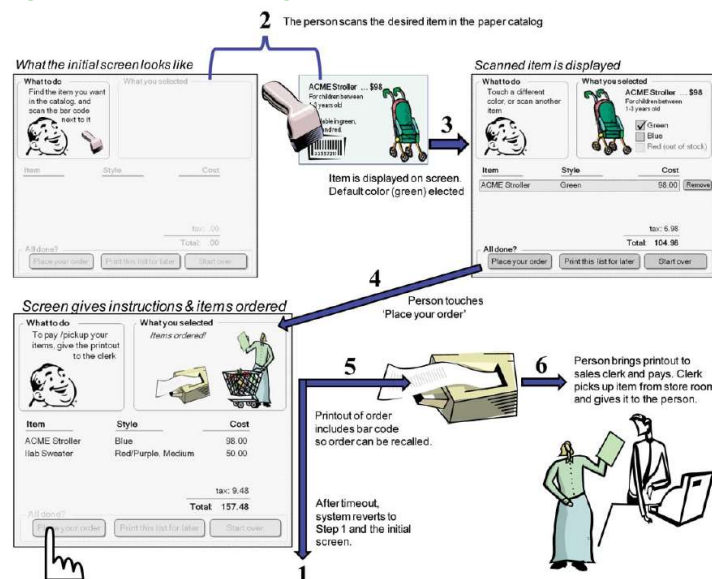 2 The person scans the desired item in the paper catalog
What the initial screen looks like
What to do
Find the item you want
in the catalog, and
scan the bar code
next to it
What you selected
Item Style Cost
tax: .00
Total: .00
All done?
Place your order Print this list for later Start over
ACME Stroller ... $98
For children between
1-3 years old
able in green,
and red.
3
Item is displayed on screen.
Default color (green) elected
Scanned item is displayed
What to do
Touch a different
color, or scan another
item
What you selected
ACME Stroller ... $98
For children between
1-3 years old
Green
Blue
Red (out of stock)
Item Style Cost
ACME Stroller Green 98.00 Remove
tax: 6.98
Total: 104.98
All done?
Place your order Print this list for later Start over
4
Person touches
'Place your order'
Screen gives instructions & items ordered
What to do
To pay /pickup your
items, give the printout
to the clerk
What you selected
Items ordered!
Item Style Cost
ACME Stroller Blue 98.00
Ilab Sweater Red/Purple, Medium 50.00
tax: 9.48
Total: 157.48
All done?
Place your order Print this list for later Start over
5
Printout of order
includes bar code
so order can be recalled.
6
Person brings printout to
sales clerk and pays. Clerk
picks up item from store room
and gives it to the person.
After timeout,
system reverts to
Step 1 and the initial
screen.
1